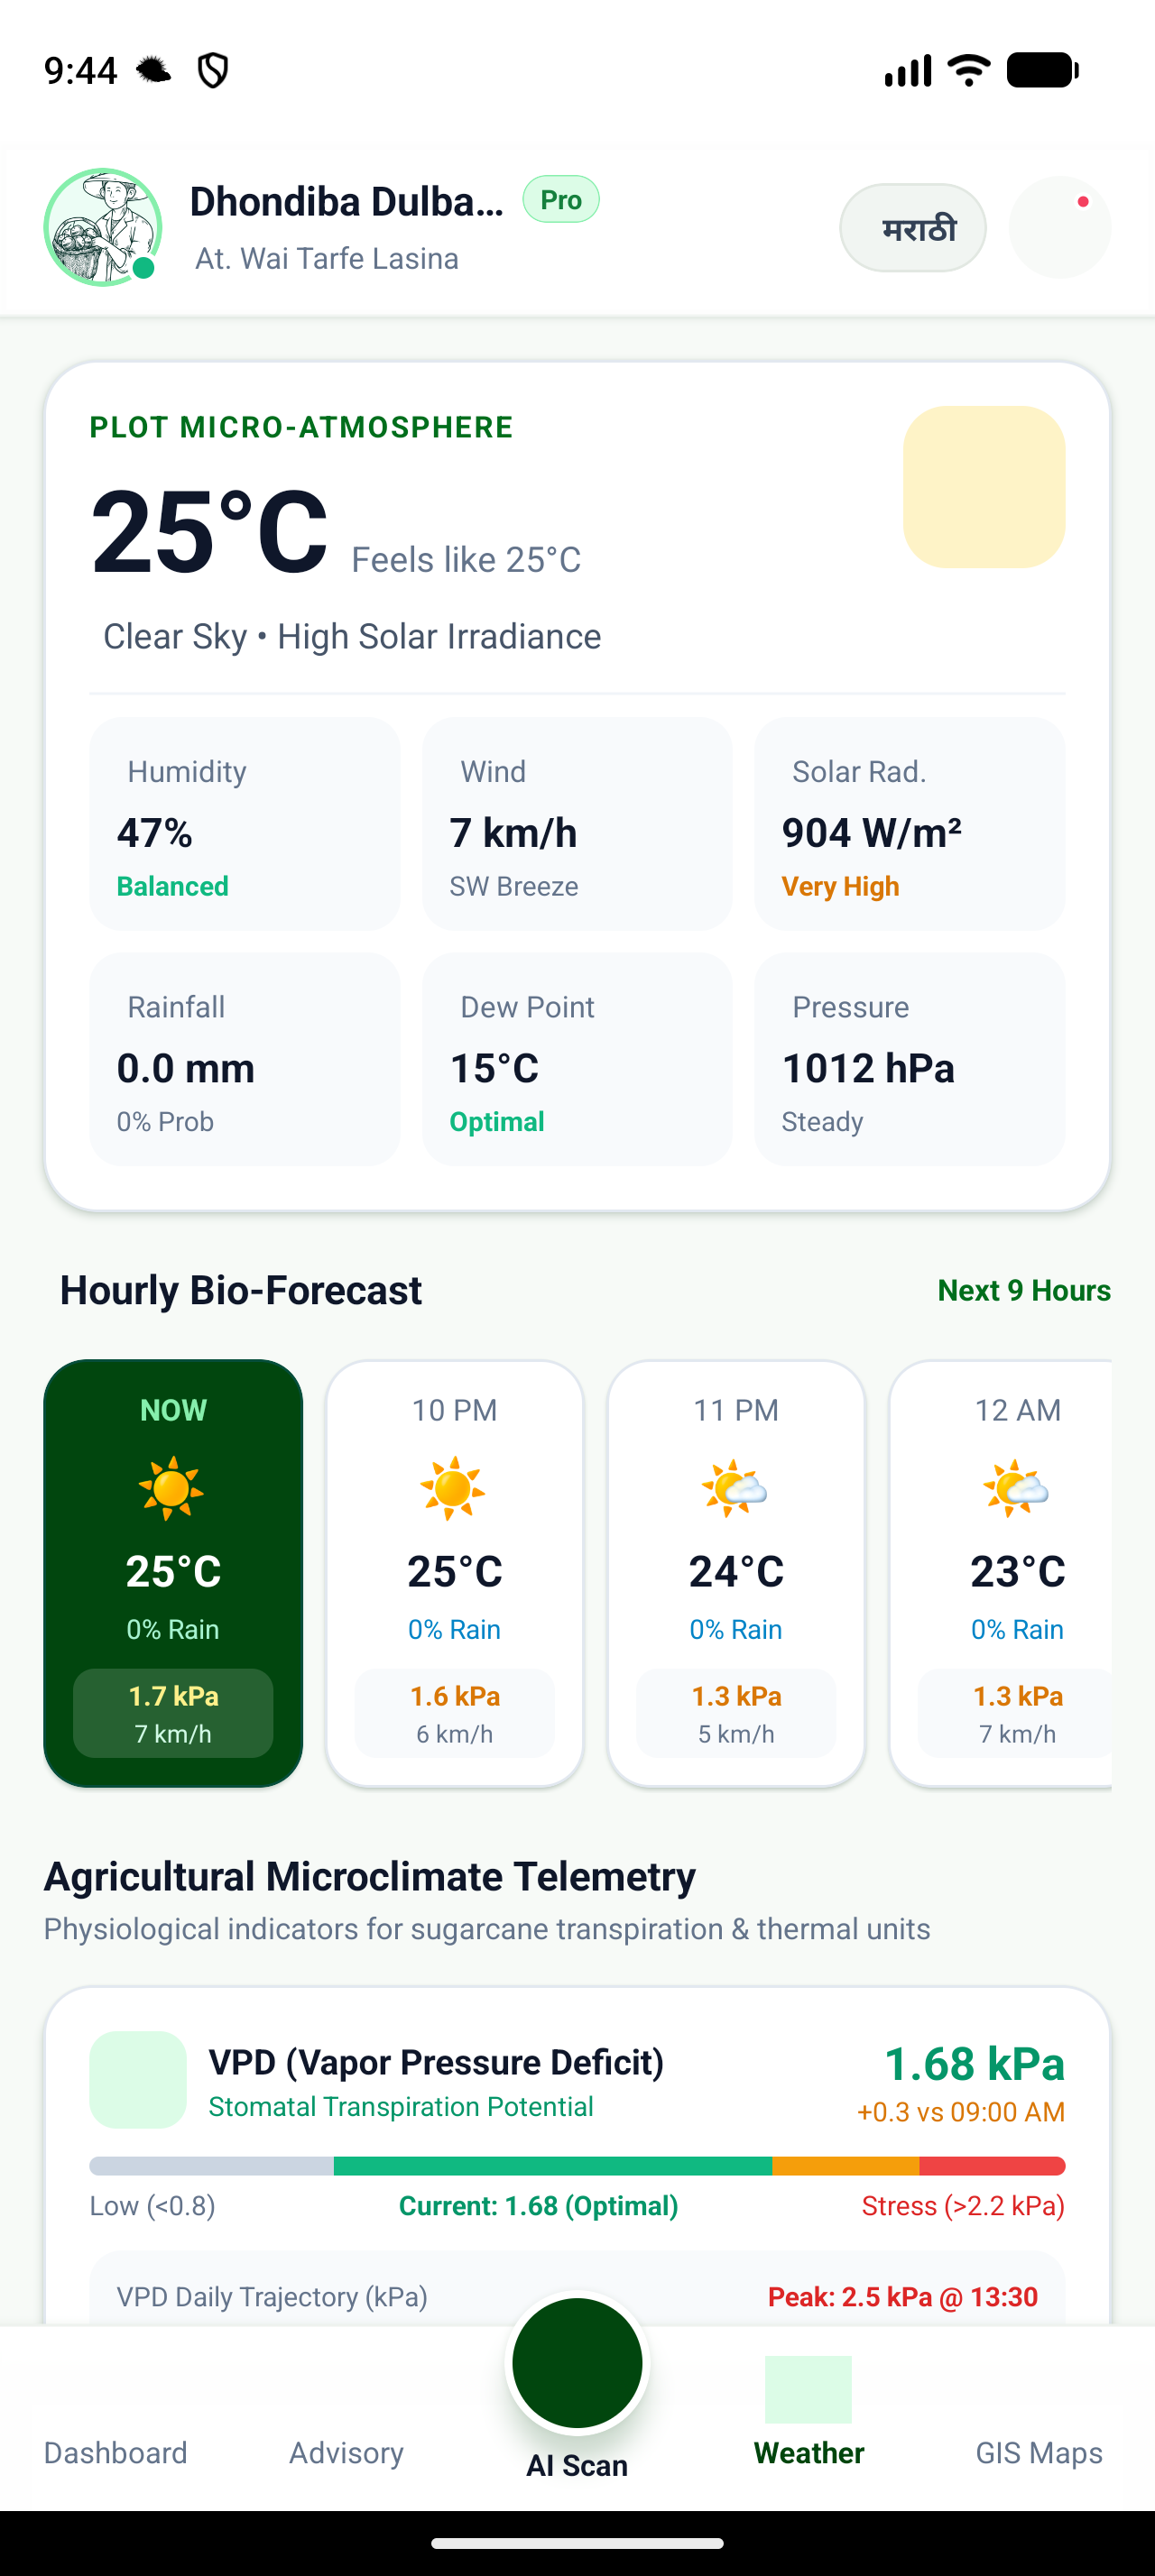 9:44
Dhondiba Dulba...
Pro
At. Wai Tarfe Lasina
मराठी
PLOT MICRO-ATMOSPHERE
25°C Feels like 25°C
Clear Sky • High Solar Irradiance
Humidity
47%
Balanced
Wind
7 km/h
SW Breeze
Solar Rad.
904 W/m²
Very High
Rainfall
0.0 mm
0% Prob
Dew Point
15°C
Optimal
Pressure
1012 hPa
Steady
Hourly Bio-Forecast
Next 9 Hours
NOW
25°C
0% Rain
1.7 kPa
7 km/h
10 PM
25°C
0% Rain
1.6 kPa
6 km/h
11 PM
24°C
0% Rain
1.3 kPa
5 km/h
12 AM
23°C
0% Rain
1.3 kPa
7 km/h
Agricultural Microclimate Telemetry
Physiological indicators for sugarcane transpiration & thermal units
VPD (Vapor Pressure Deficit)
Stomatal Transpiration Potential
1.68 kPa
+0.3 vs 09:00 AM
Low (<0.8)
Current: 1.68 (Optimal)
Stress (>2.2 kPa)
VPD Daily Trajectory (kPa)
Peak: 2.5 kPa @ 13:30
Dashboard
Advisory
AI Scan
Weather
GIS Maps